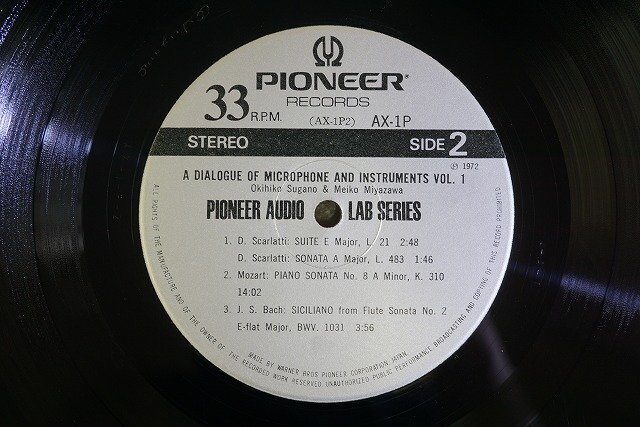 PIONEER®
RECORDS
33 R.P.M.
(AX-1P2) AX-1P
STEREO
SIDE 2
Ⓟ 1972
A DIALOGUE OF MICROPHONE AND INSTRUMENTS VOL. 1
Okihiko Sugano & Meiko Miyazawa
PIONEER AUDIO LAB SERIES
1. D. Scarlatti: SUITE E Major, L. 21 2:48
D. Scarlatti: SONATA A Major, L. 483 1:46
2. Mozart: PIANO SONATA No. 8 A Minor, K. 310
14:02
3. J. S. Bach: SICILIANO from Flute Sonata No. 2
E-flat Major, BWV. 1031 3:56
MADE BY WARNER BROS. PIONEER CORPORATION, JAPAN
ALL RIGHTS OF THE MANUFACTURE AND OF THE OWNER OF THE RECORDED WORK RESERVED. UNAUTHORIZED PUBLIC PERFORMANCE BROADCASTING AND COPYING OF THIS RECORD PROHIBITED